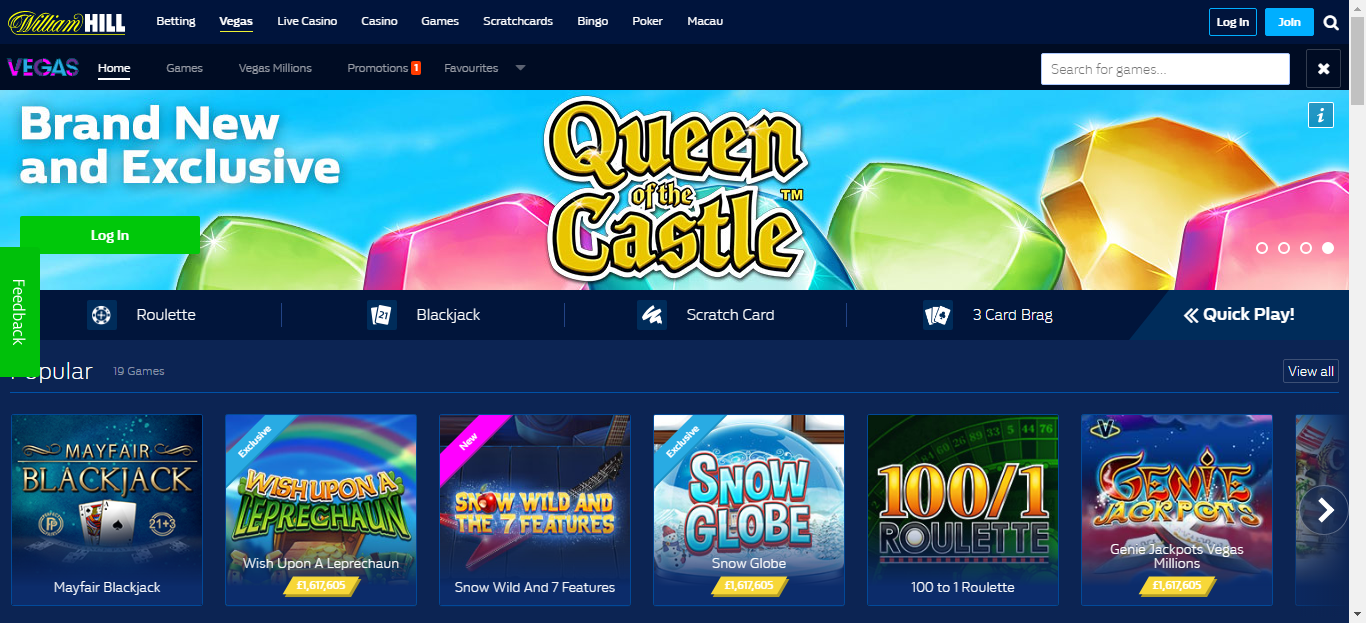 William HILL
Betting
Vegas
Live Casino
Casino
Games
Scratchcards
Bingo
Poker
Macau
Log In
Join
VEGAS
Home
Games
Vegas Millions
Promotions 1
Favourites
Search for games...
Brand New
and Exclusive
Queen
of the
Castle
TM
i
Log In
Feedback
Roulette
21
Blackjack
Scratch Card
3 Card Brag
Quick Play!
Popular
19 Games
View all
MAYFAIR
BLACKJACK
21+3
Mayfair Blackjack
Exclusive
WISH UPON A
LEPRECHAUN
Wish Upon A Leprechaun
£1,617,605
New
SNOW WILD AND
THE 7 FEATURES
Snow Wild And 7 Features
Exclusive
SNOW
GLOBE
Snow Globe
£1,617,605
5 44 76
100/1
ROULETTE
100 to 1 Roulette
V
GENIE
JACKPOTS
Genie Jackpots Vegas
Millions
£1,617,605